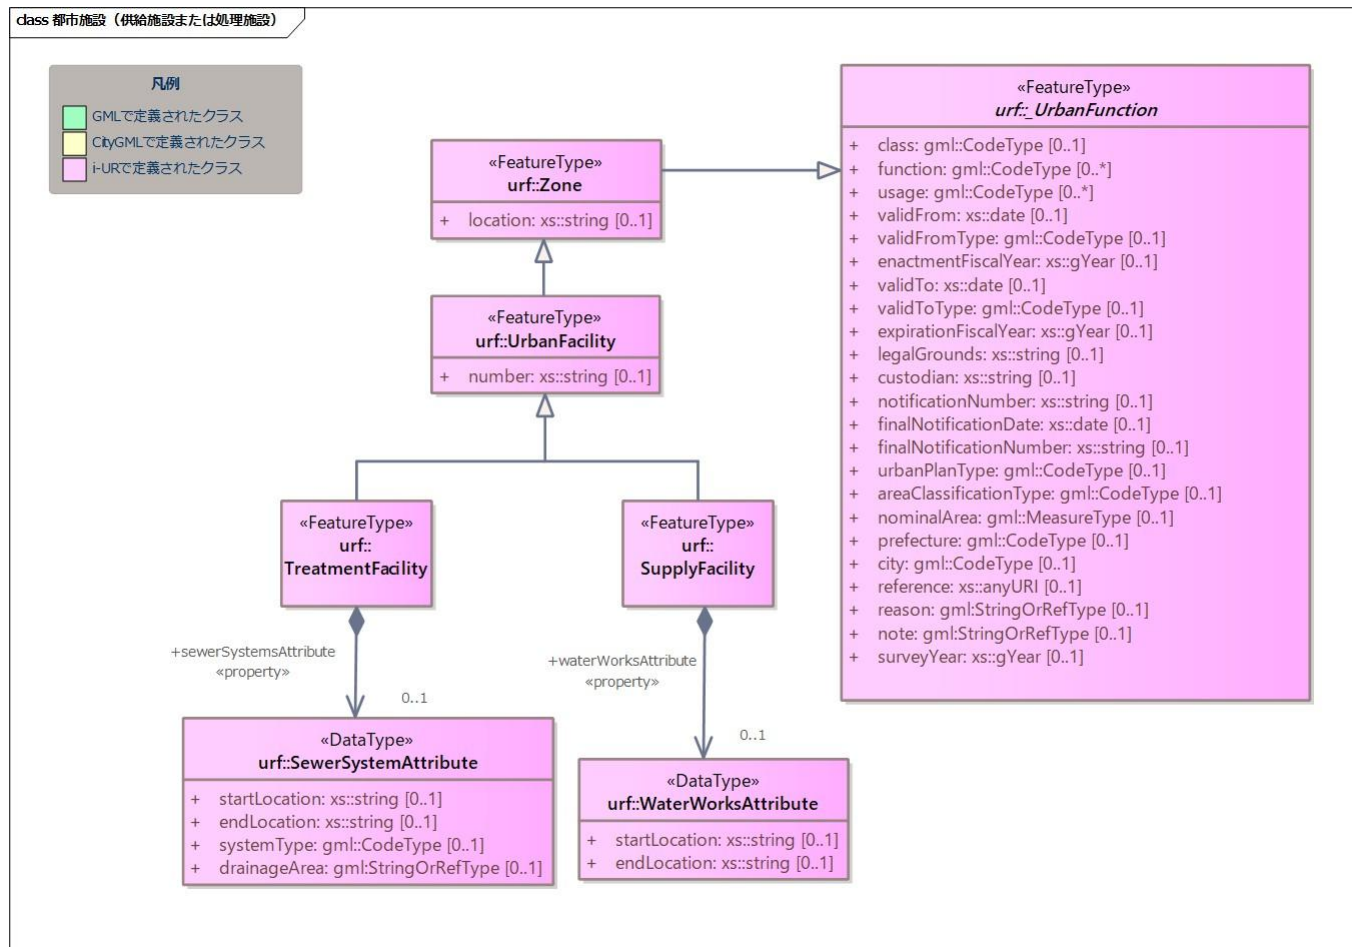 class 都市施設（供給施設または処理施設）
凡例
GMLで定義されたクラス
CityGMLで定義されたクラス
i-URで定義されたクラス
«FeatureType»
urf::_UrbanFunction
+ class: gml::CodeType [0..1]
+ function: gml::CodeType [0..*]
+ usage: gml::CodeType [0..*]
+ validFrom: xs::date [0..1]
+ validFromType: gml::CodeType [0..1]
+ enactmentFiscalYear: xs::gYear [0..1]
+ validTo: xs::date [0..1]
+ validToType: gml::CodeType [0..1]
+ expirationFiscalYear: xs::gYear [0..1]
+ legalGrounds: xs::string [0..1]
+ custodian: xs::string [0..1]
+ notificationNumber: xs::string [0..1]
+ finalNotificationDate: xs::date [0..1]
+ finalNotificationNumber: xs::string [0..1]
+ urbanPlanType: gml::CodeType [0..1]
+ areaClassificationType: gml::CodeType [0..1]
+ nominalArea: gml::MeasureType [0..1]
+ prefecture: gml::CodeType [0..1]
+ city: gml::CodeType [0..1]
+ reference: xs::anyURI [0..1]
+ reason: gml:StringOrRefType [0..1]
+ note: gml:StringOrRefType [0..1]
+ surveyYear: xs::gYear [0..1]
«FeatureType»
urf::Zone
+ location: xs::string [0..1]
«FeatureType»
urf::UrbanFacility
+ number: xs::string [0..1]
«FeatureType»
urf::
TreatmentFacility
«FeatureType»
urf::
SupplyFacility
+sewerSystemsAttribute
«property»
0..1
+waterWorksAttribute
«property»
0..1
«DataType»
urf::SewerSystemAttribute
+ startLocation: xs::string [0..1]
+ endLocation: xs::string [0..1]
+ systemType: gml::CodeType [0..1]
+ drainageArea: gml:StringOrRefType [0..1]
«DataType»
urf::WaterWorksAttribute
+ startLocation: xs::string [0..1]
+ endLocation: xs::string [0..1]